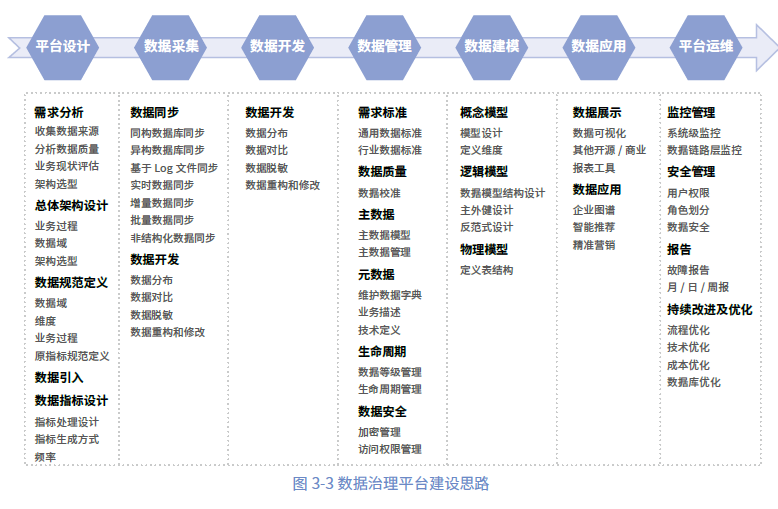 平台设计
数据采集
数据开发
数据管理
数据建模
数据应用
平台运维
需求分析
收集数据来源
分析数据质量
业务现状评估
架构选型
总体架构设计
业务过程
数据域
架构选型
数据规范定义
数据域
维度
业务过程
原指标规范定义
数据引入
数据指标设计
指标处理设计
指标生成方式
频率
数据同步
同构数据库同步
异构数据库同步
基于 Log 文件同步
实时数据同步
增量数据同步
批量数据同步
非结构化数据同步
数据开发
数据分布
数据对比
数据脱敏
数据重构和修改
数据开发
数据分布
数据对比
数据脱敏
数据重构和修改
需求标准
通用数据标准
行业数据标准
数据质量
数据校准
主数据
主数据模型
主数据管理
元数据
维护数据字典
业务描述
技术定义
生命周期
数据等级管理
生命周期管理
数据安全
加密管理
访问权限管理
概念模型
模型设计
定义维度
逻辑模型
数据模型结构设计
主外健设计
反范式设计
物理模型
定义表结构
数据展示
数据可视化
其他开源 / 商业
报表工具
数据应用
企业图谱
智能推荐
精准营销
监控管理
系统级监控
数据链路层监控
安全管理
用户权限
角色划分
数据安全
报告
故障报告
月 / 日 / 周报
持续改进及优化
流程优化
技术优化
成本优化
数据库优化
图 3-3 数据治理平台建设思路